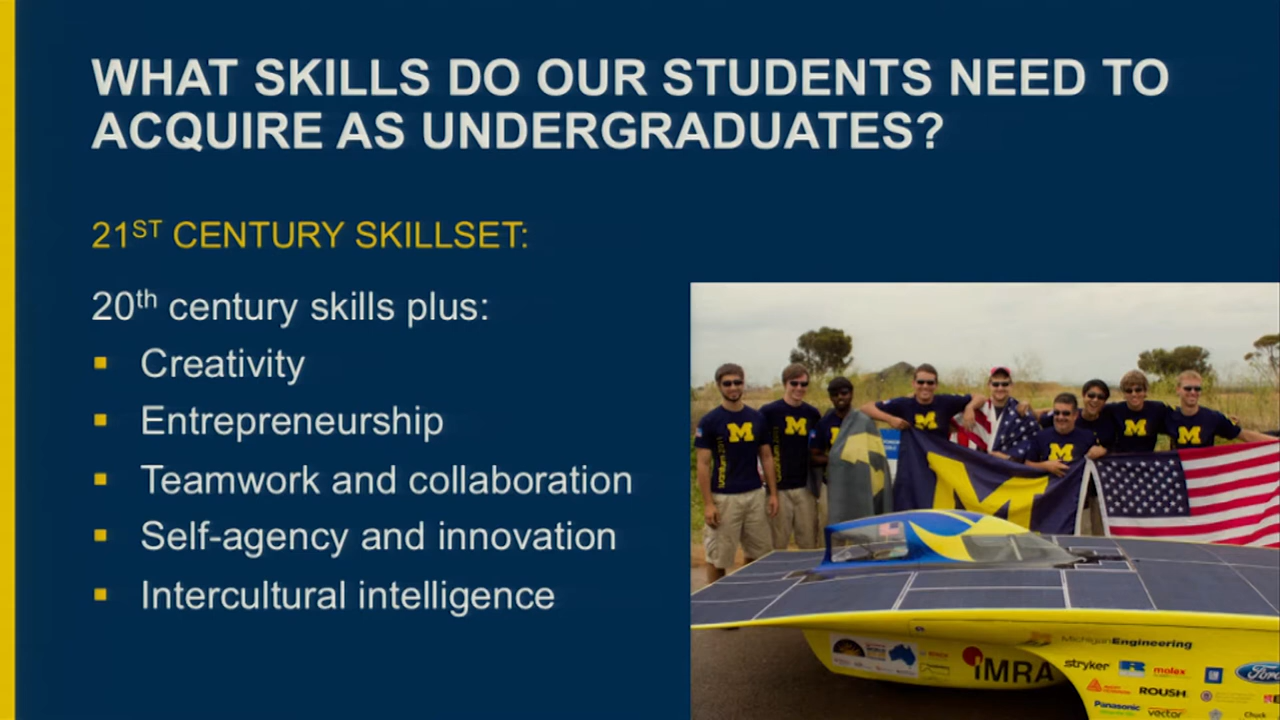 WHAT SKILLS DO OUR STUDENTS NEED TO
ACQUIRE AS UNDERGRADUATES?
21ST CENTURY SKILLSET:
20th century skills plus:
▪ Creativity
▪ Entrepreneurship
▪ Teamwork and collaboration
▪ Self-agency and innovation
▪ Intercultural intelligence
M
M
M
M
M
M
M
MichiganEngineering
iMRA
stryker
molex
Ford
ROUSH
Panasonic
vector
Chuck